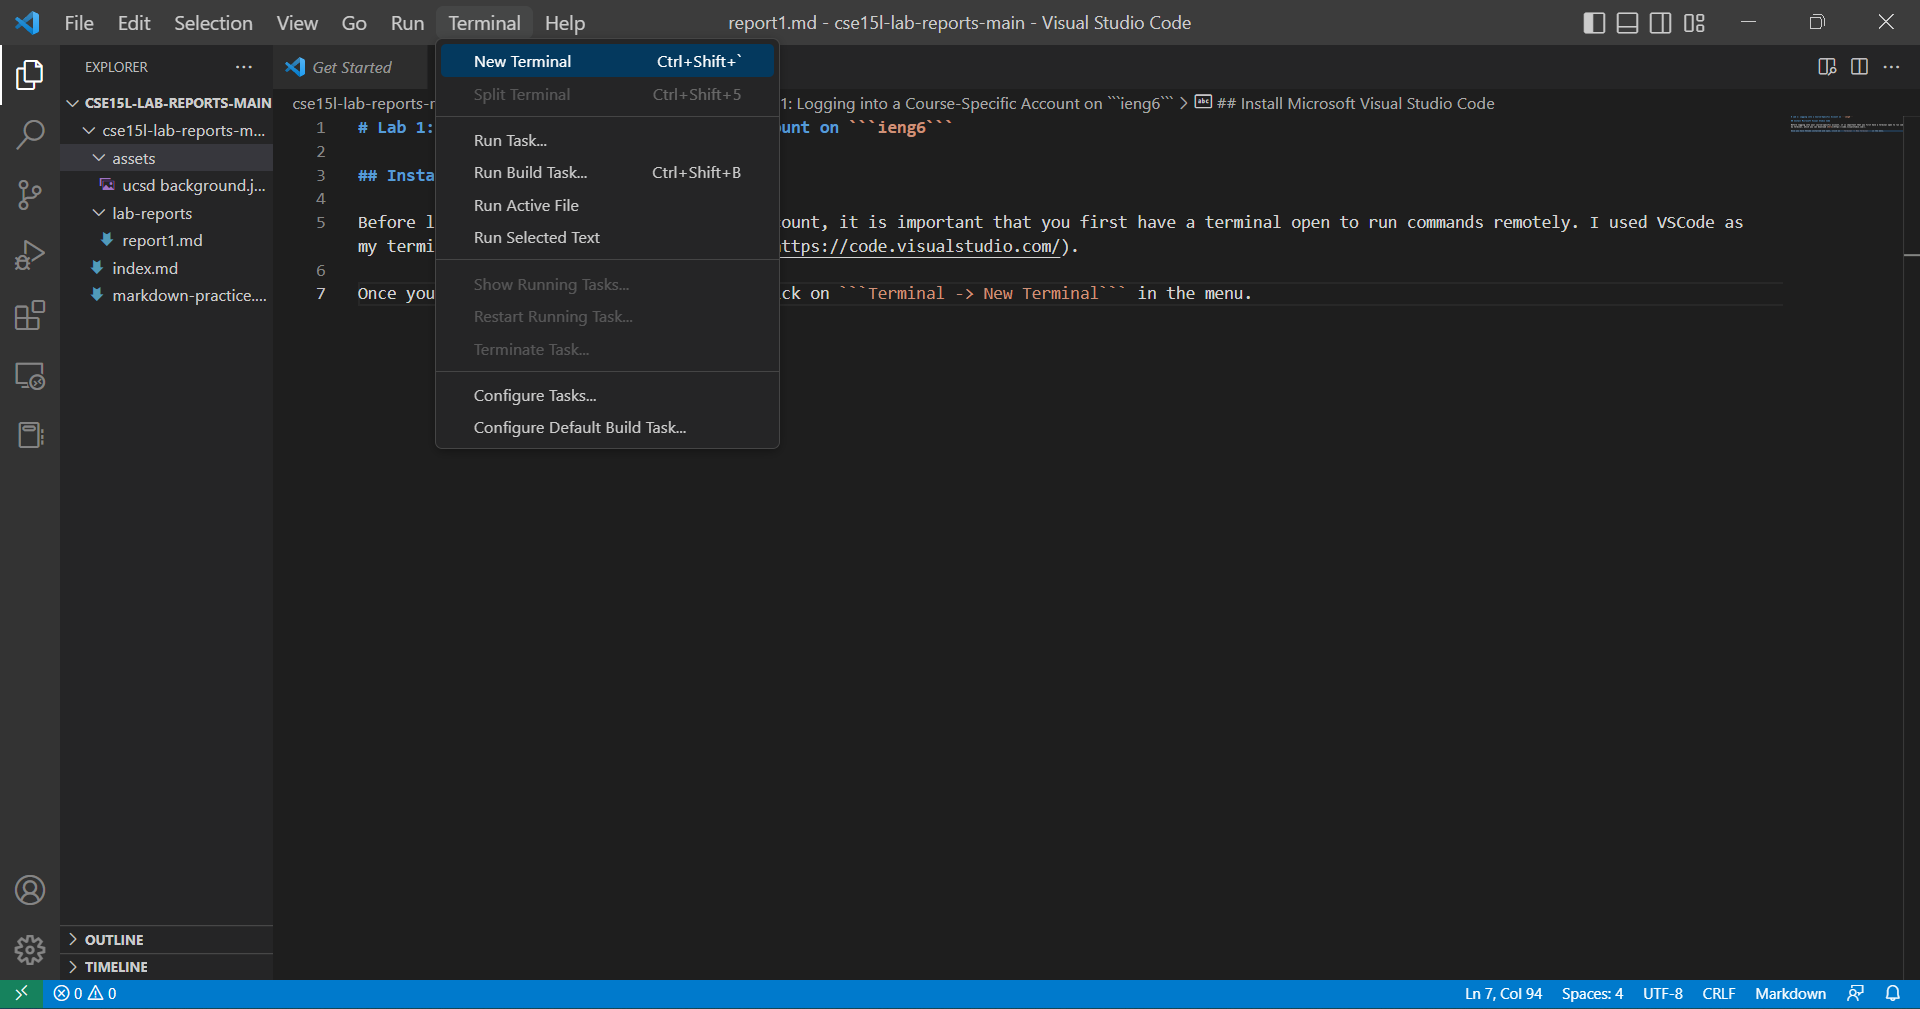 File Edit Selection View Go Run Terminal Help report1.md - cse15l-lab-reports-main - Visual Studio Code
EXPLORER ···
CSE15L-LAB-REPORTS-MAIN
cse15l-lab-reports-m...
assets
ucsd background.j...
lab-reports
report1.md
index.md
markdown-practice....
OUTLINE
TIMELINE
Get Started
New Terminal Ctrl+Shift+`
Split Terminal Ctrl+Shift+5
Run Task...
Run Build Task... Ctrl+Shift+B
Run Active File
Run Selected Text
Show Running Tasks...
Restart Running Task...
Terminate Task...
Configure Tasks...
Configure Default Build Task...
cse15l-lab-reports-r 1: Logging into a Course-Specific Account on ```ieng6``` > ## Install Microsoft Visual Studio Code
1 # Lab 1: ount on ```ieng6```
2
3 ## Insta
4
5 Before l ount, it is important that you first have a terminal open to run commands remotely. I used VSCode as
my termi ttps://code.visualstudio.com/).
6
7 Once you ck on ```Terminal -> New Terminal``` in the menu.
0 0 Ln 7, Col 94 Spaces: 4 UTF-8 CRLF Markdown